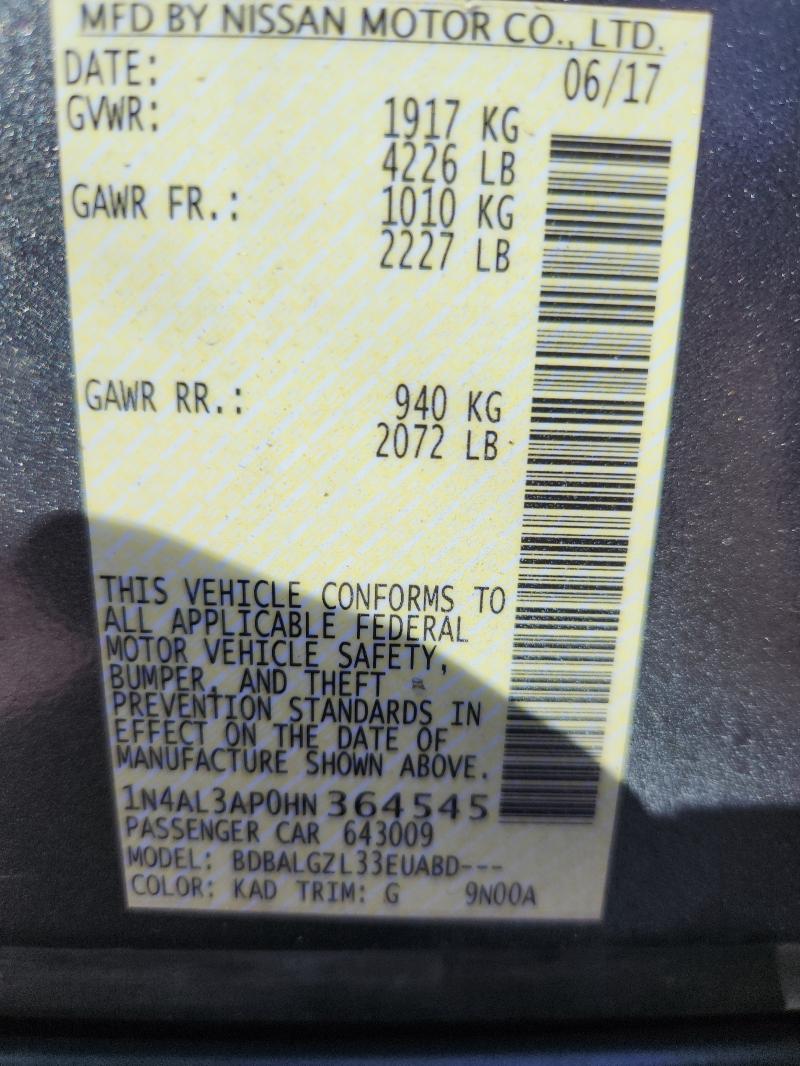 MFD BY NISSAN MOTOR CO., LTD.
DATE: 06/17
GVWR: 1917 KG
4226 LB
GAWR FR.: 1010 KG
2227 LB
GAWR RR.: 940 KG
2072 LB
THIS VEHICLE CONFORMS TO
ALL APPLICABLE FEDERAL
MOTOR VEHICLE SAFETY,
BUMPER, AND THEFT
PREVENTION STANDARDS IN
EFFECT ON THE DATE OF
MANUFACTURE SHOWN ABOVE.
1N4AL3AP0HN364545
PASSENGER CAR 643009
MODEL: BDBALGZL33EUABD---
COLOR: KAD TRIM: G 9N00A